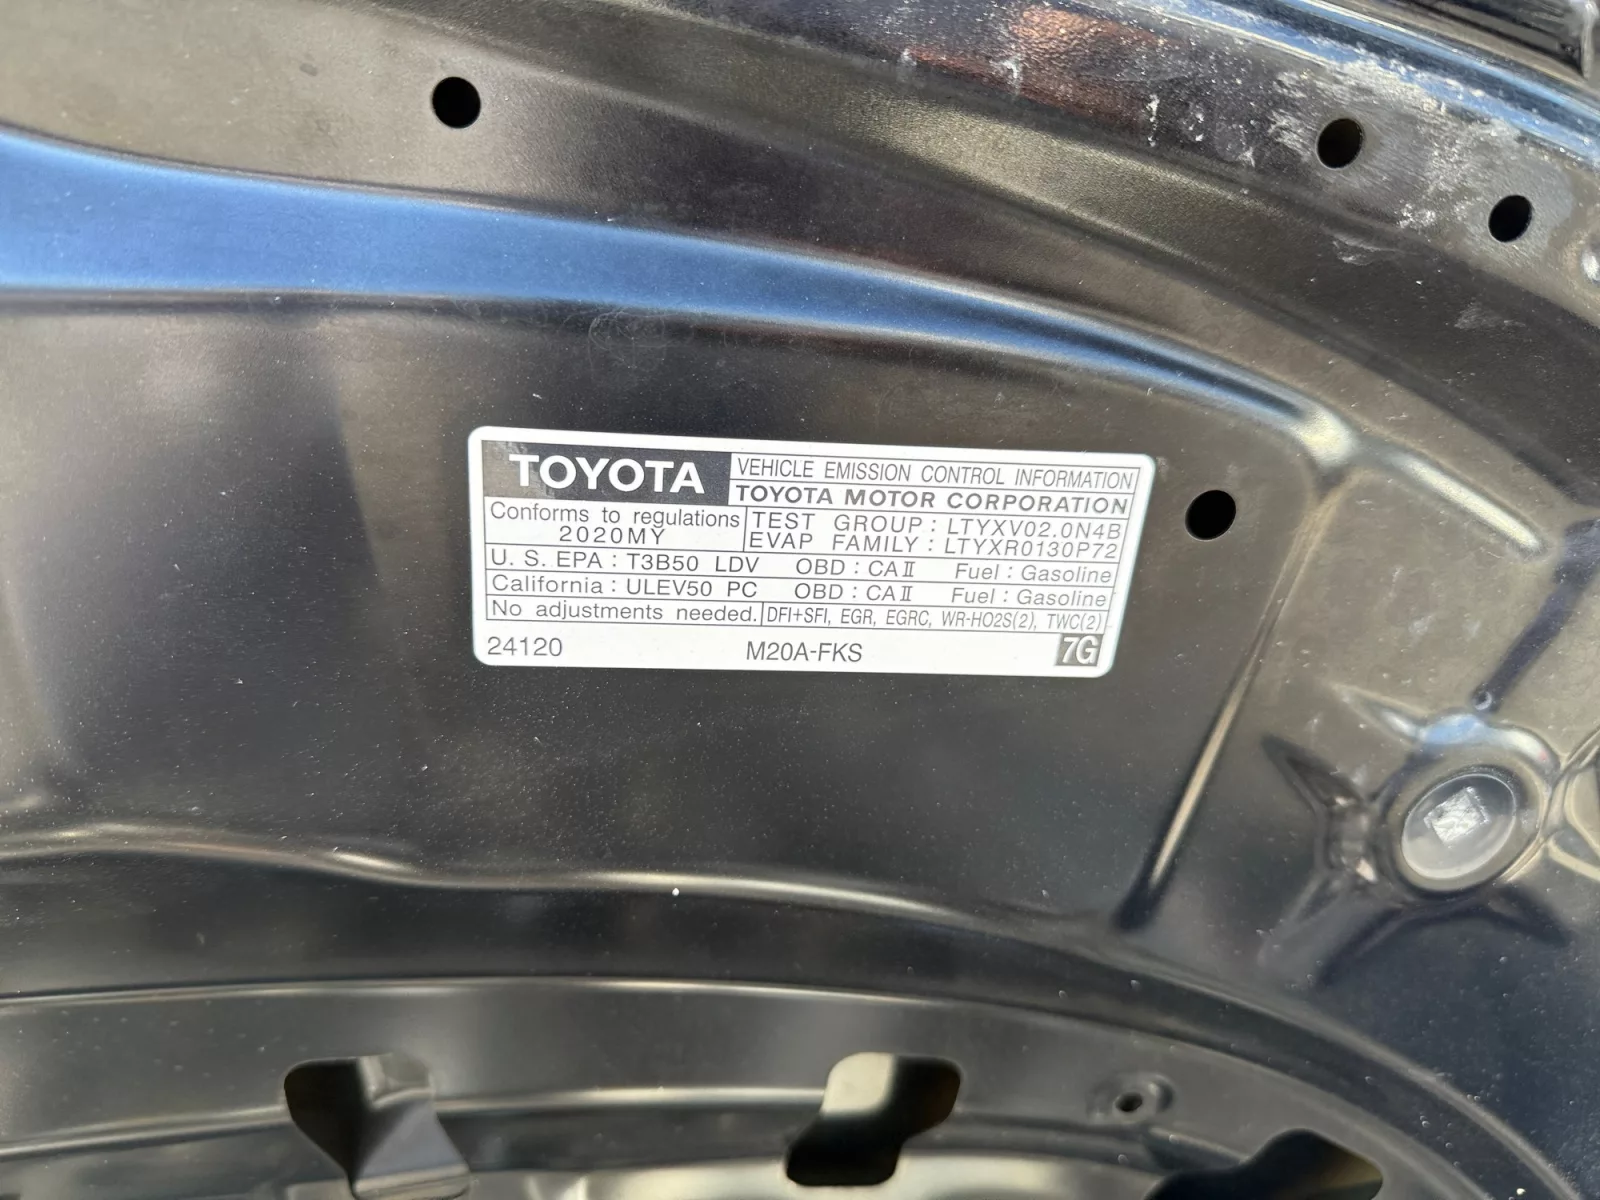 TOYOTA VEHICLE EMISSION CONTROL INFORMATION
TOYOTA MOTOR CORPORATION
Conforms to regulations
2020MY
TEST GROUP : LTYXV02.0N4B
EVAP FAMILY : LTYXR0130P72
U. S. EPA : T3B50 LDV OBD : CAⅡ Fuel : Gasoline
California : ULEV50 PC OBD : CAⅡ Fuel : Gasoline
No adjustments needed. DFI+SFI, EGR, EGRC, WR-HO2S(2), TWC(2)
24120 M20A-FKS 7G